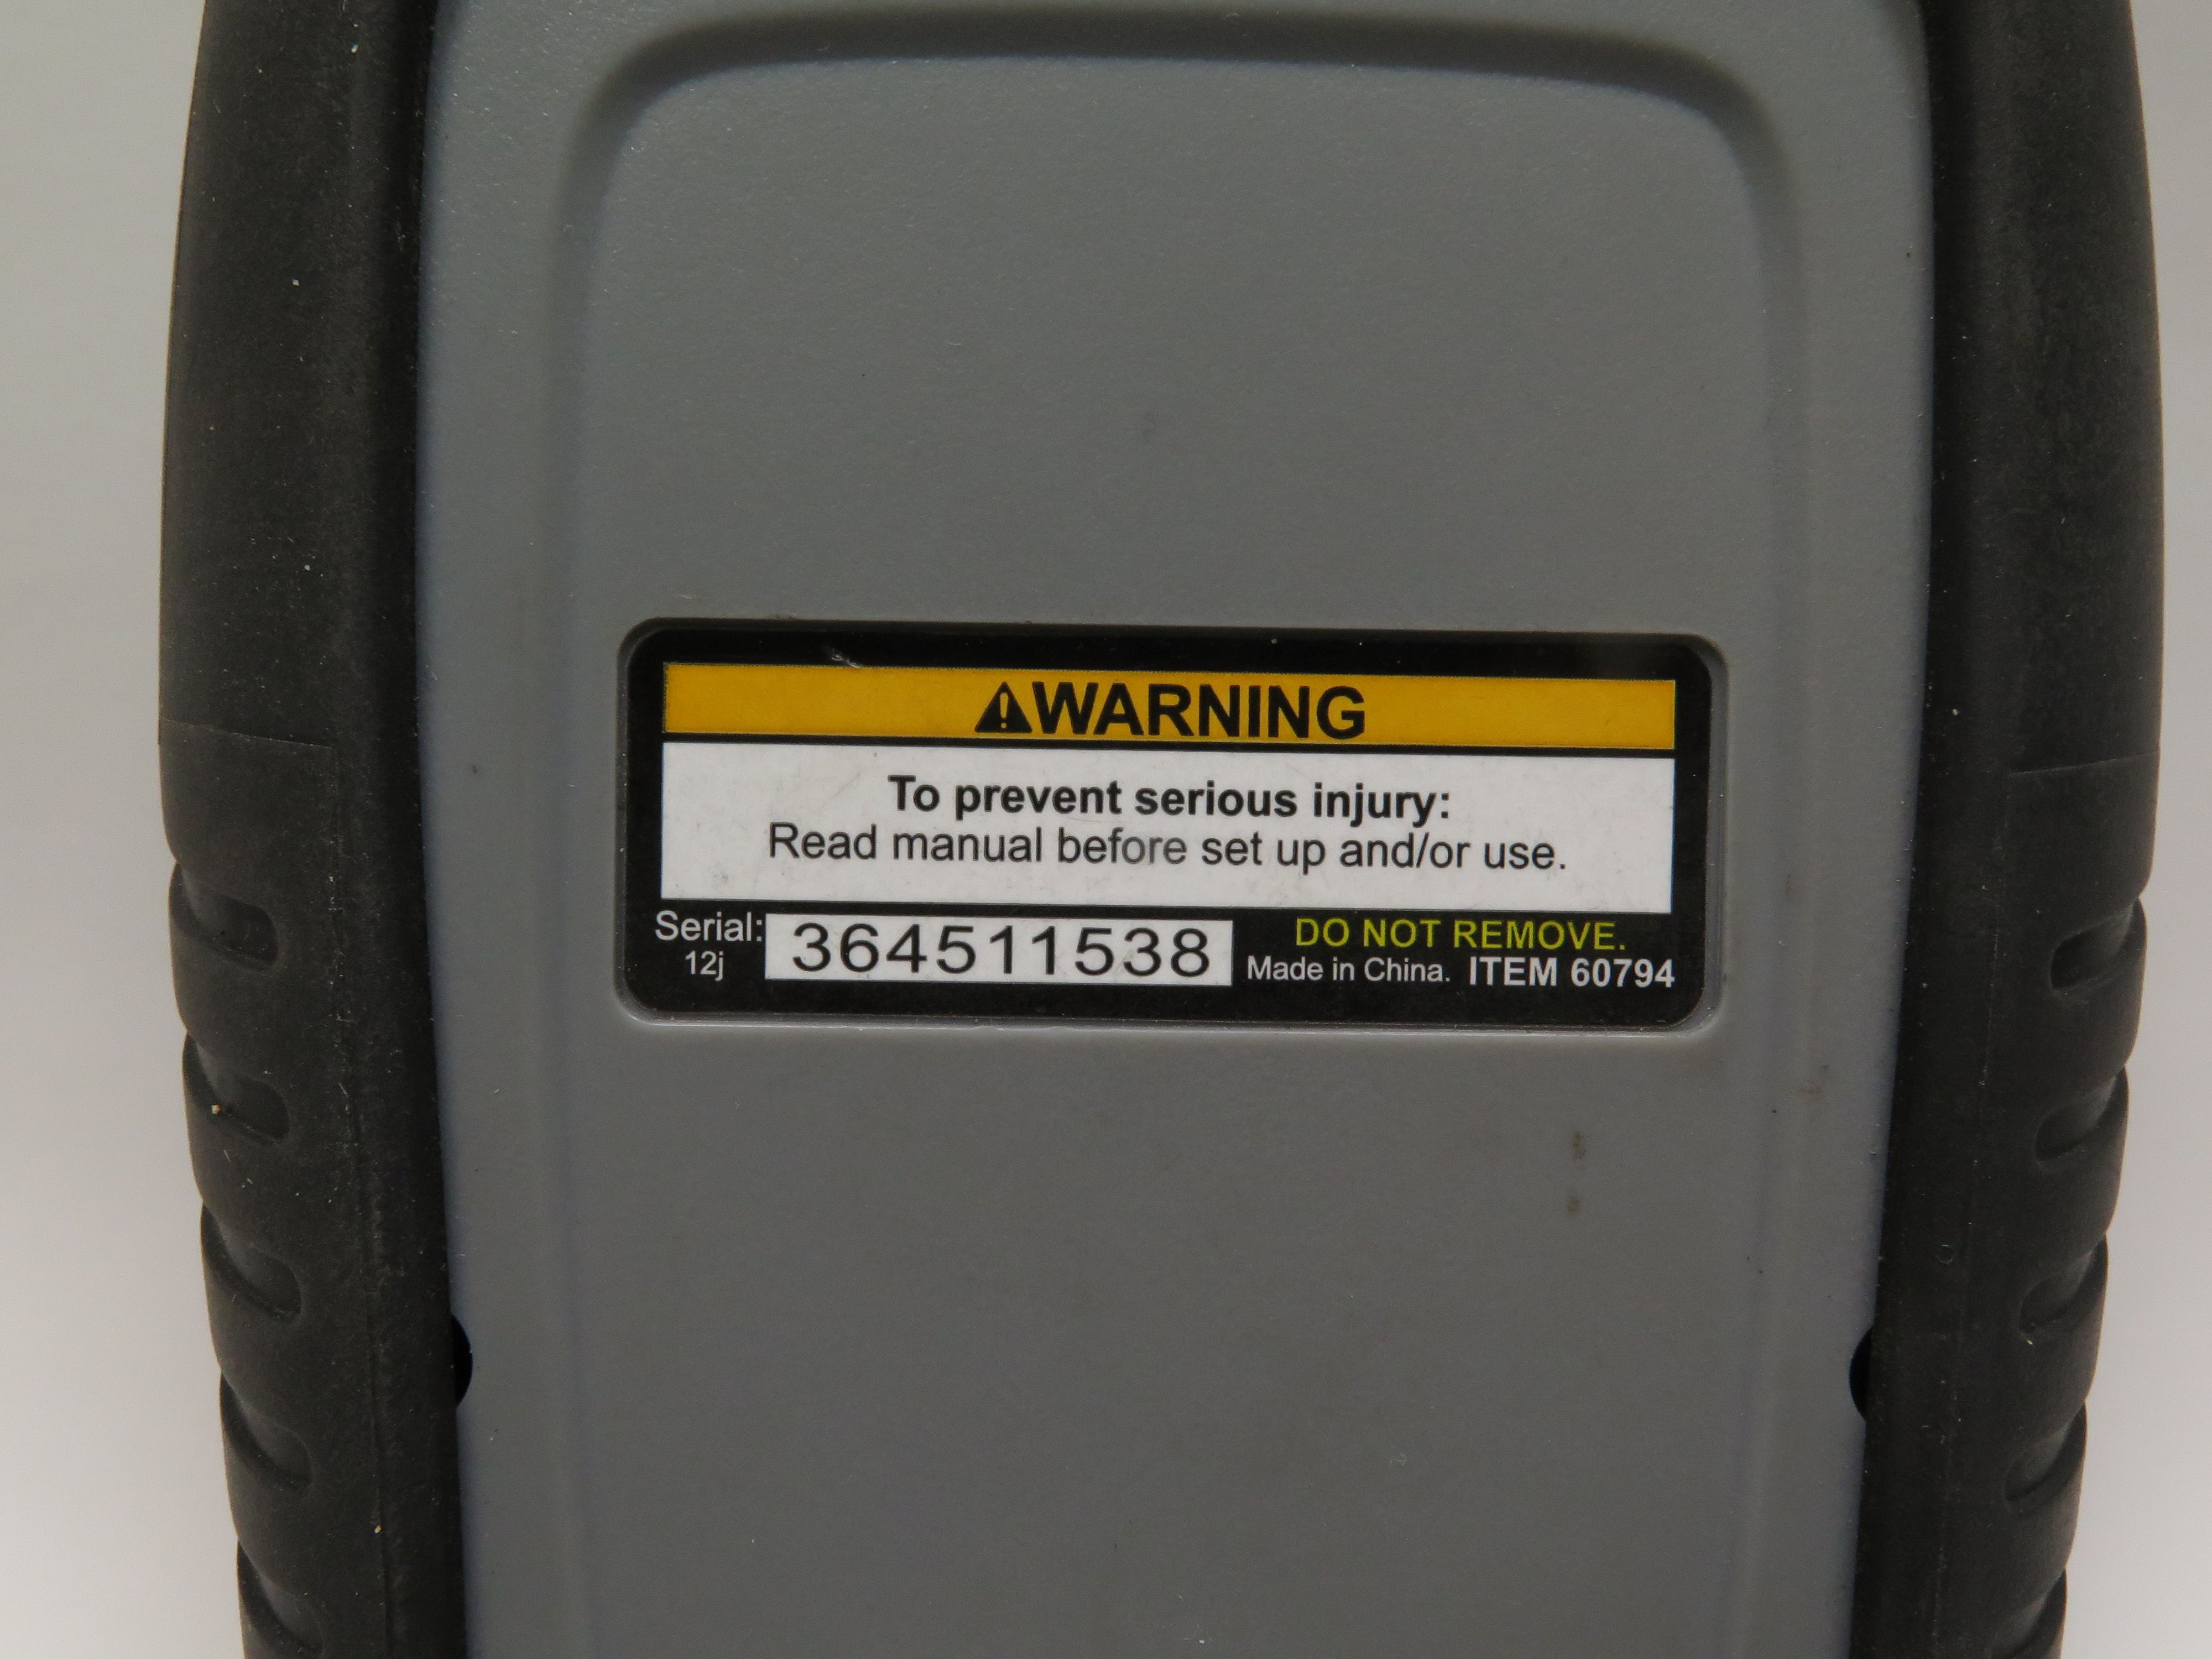 ⚠WARNING
To prevent serious injury:
Read manual before set up and/or use.
Serial: 364511538
12j
DO NOT REMOVE.
Made in China. ITEM 60794